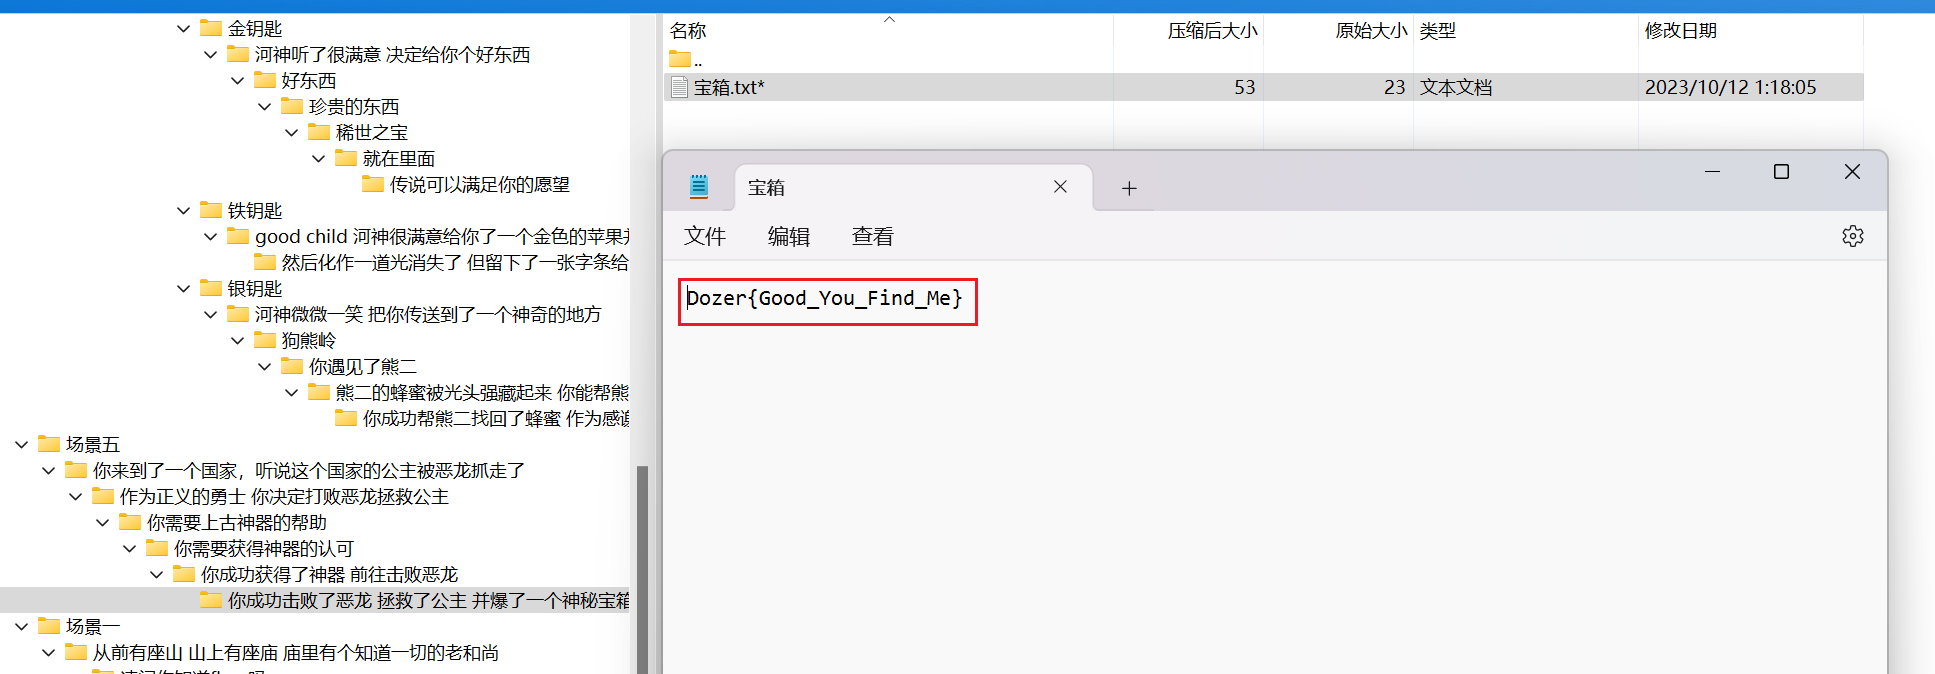 金钥匙
河神听了很满意 决定给你个好东西
好东西
珍贵的东西
稀世之宝
就在里面
传说可以满足你的愿望
铁钥匙
good child 河神很满意给你了一个金色的苹果
然后化作一道光消失了 但留下了一张字条给
银钥匙
河神微微一笑 把你传送到了一个神奇的地方
狗熊岭
你遇见了熊二
熊二的蜂蜜被光头强藏起来 你能帮熊
你成功帮熊二找回了蜂蜜 作为感谢
场景五
你来到了一个国家，听说这个国家的公主被恶龙抓走了
作为正义的勇士 你决定打败恶龙拯救公主
你需要上古神器的帮助
你需要获得神器的认可
你成功获得了神器 前往击败恶龙
你成功击败了恶龙 拯救了公主 并爆了一个神秘宝箱
场景一
从前有座山 山上有座庙 庙里有个知道一切的老和尚
名称 压缩后大小 原始大小 类型 修改日期
..
宝箱.txt* 53 23 文本文档 2023/10/12 1:18:05
宝箱
文件 编辑 查看
Dozer{Good_You_Find_Me}